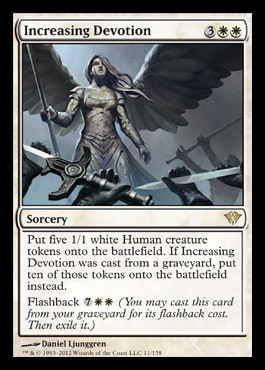 Increasing Devotion 3
Sorcery
Put five 1/1 white Human creature
tokens onto the battlefield. If Increasing
Devotion was cast from a graveyard, put
ten of those tokens onto the battlefield
instead.
Flashback 7 (You may cast this card
from your graveyard for its flashback cost.
Then exile it.)
Daniel Ljunggren
™ & © 1993-2012 Wizards of the Coast LLC 11/158